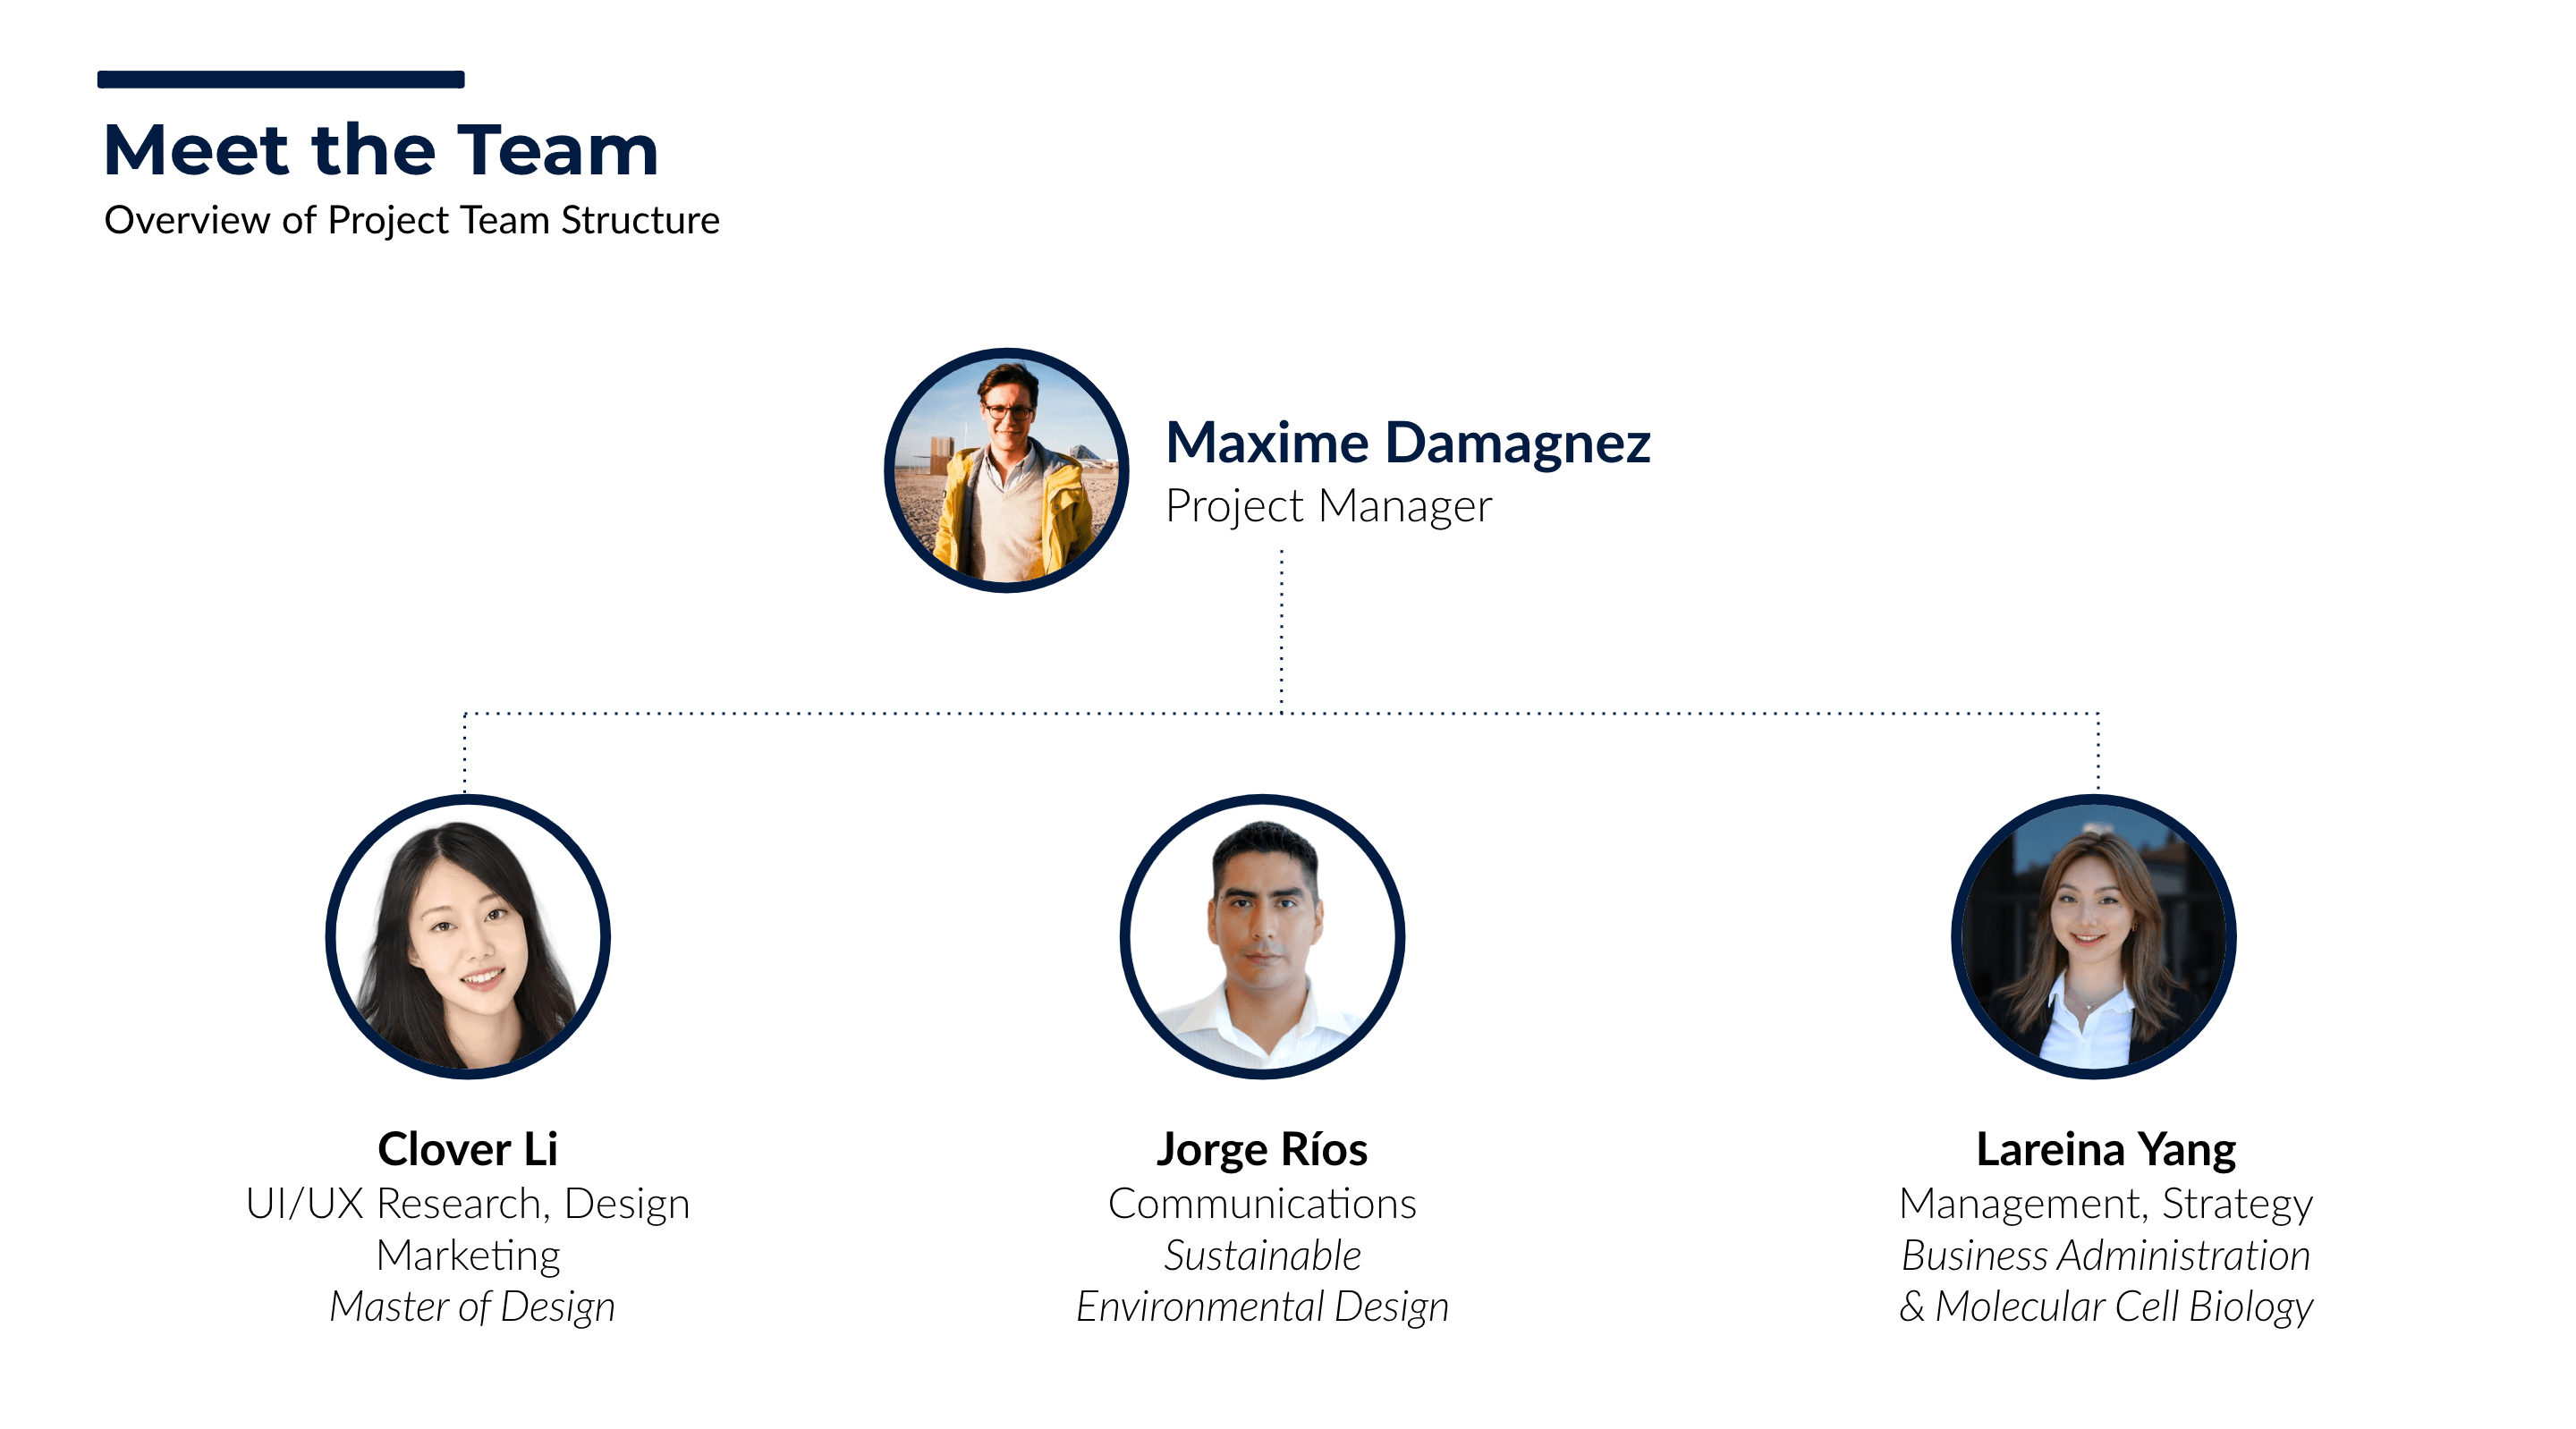 Meet the Team
Overview of Project Team Structure
Maxime Damagnez
Project Manager
Clover Li
UI/UX Research, Design
Marketing
Master of Design
Jorge Ríos
Communications
Sustainable
Environmental Design
Lareina Yang
Management, Strategy
Business Administration
& Molecular Cell Biology